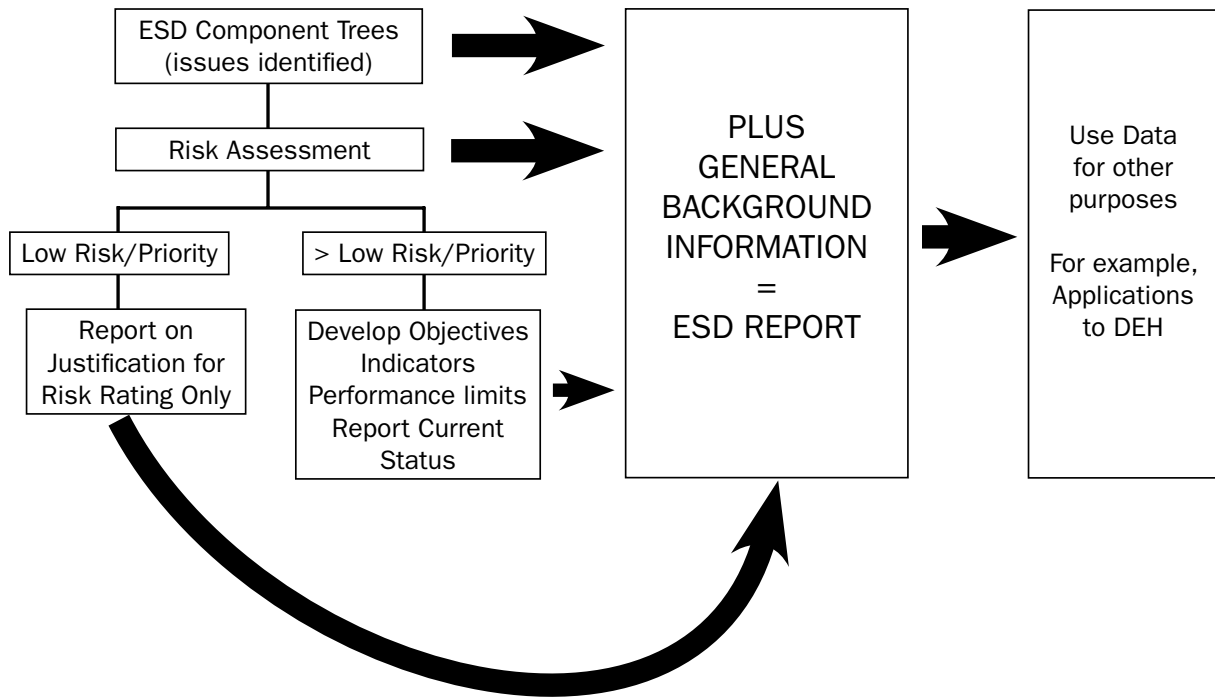 ESD Component Trees
(issues identified)
Risk Assessment
Low Risk/Priority
> Low Risk/Priority
Report on
Justification for
Risk Rating Only
Develop Objectives
Indicators
Performance limits
Report Current
Status
PLUS
GENERAL
BACKGROUND
INFORMATION
=
ESD REPORT
Use Data
for other
purposes
For example,
Applications
to DEH